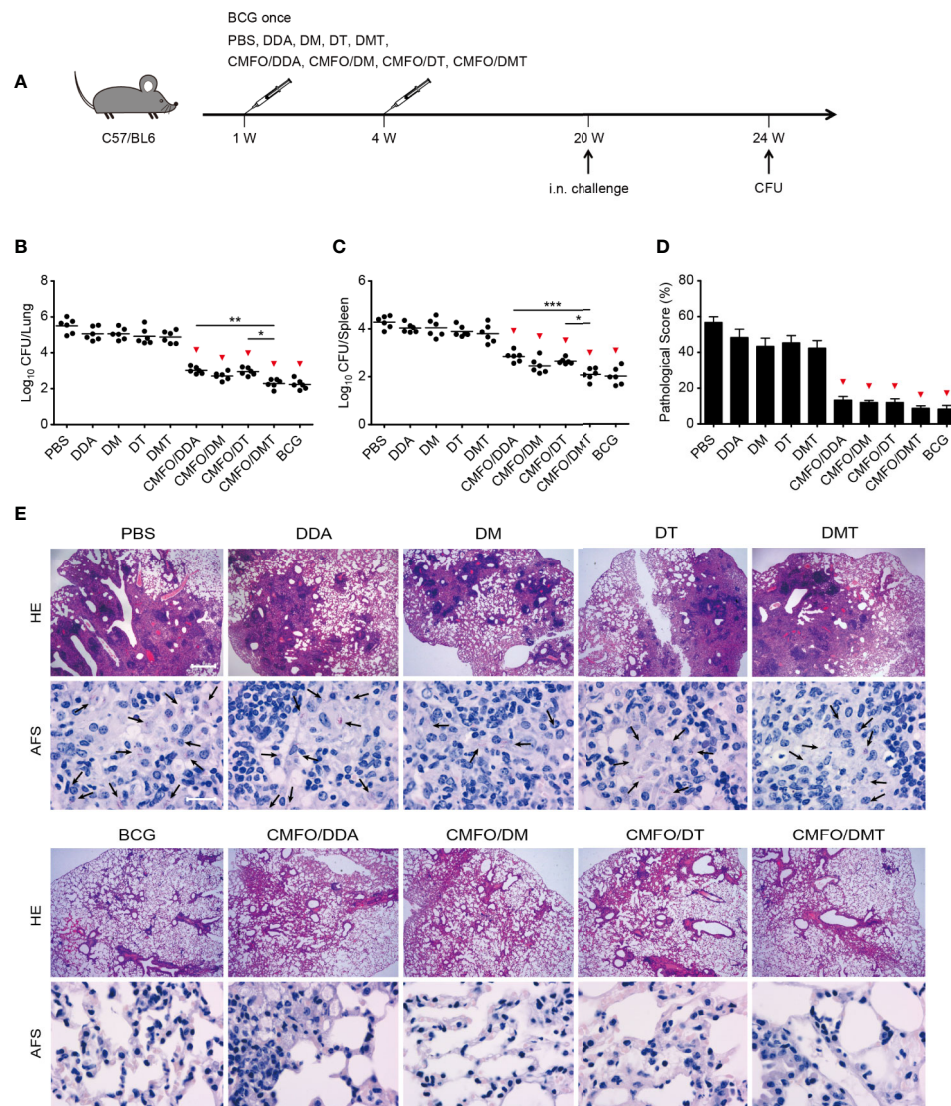 BCG once
PBS, DDA, DM, DT, DMT,
CMFO/DDA, CMFO/DM, CMFO/DT, CMFO/DMT
A
C57/BL6
1 W
4 W
20 W
24 W
i.n. challenge
CFU
B
Log10 CFU/Lung
8
6
4
2
0
**
*
PBS
DDA
DM
DT
DMT
CMFO/DDA
CMFO/DM
CMFO/DT
CMFO/DMT
BCG
C
Log10 CFU/Spleen
6
4
2
0
***
*
PBS
DDA
DM
DT
DMT
CMFO/DDA
CMFO/DM
CMFO/DT
CMFO/DMT
BCG
D
Pathological Score (%)
80
60
40
20
0
PBS
DDA
DM
DT
DMT
CMFO/DDA
CMFO/DM
CMFO/DT
CMFO/DMT
BCG
E
PBS
DDA
DM
DT
DMT
HE
AFS
BCG
CMFO/DDA
CMFO/DM
CMFO/DT
CMFO/DMT
HE
AFS